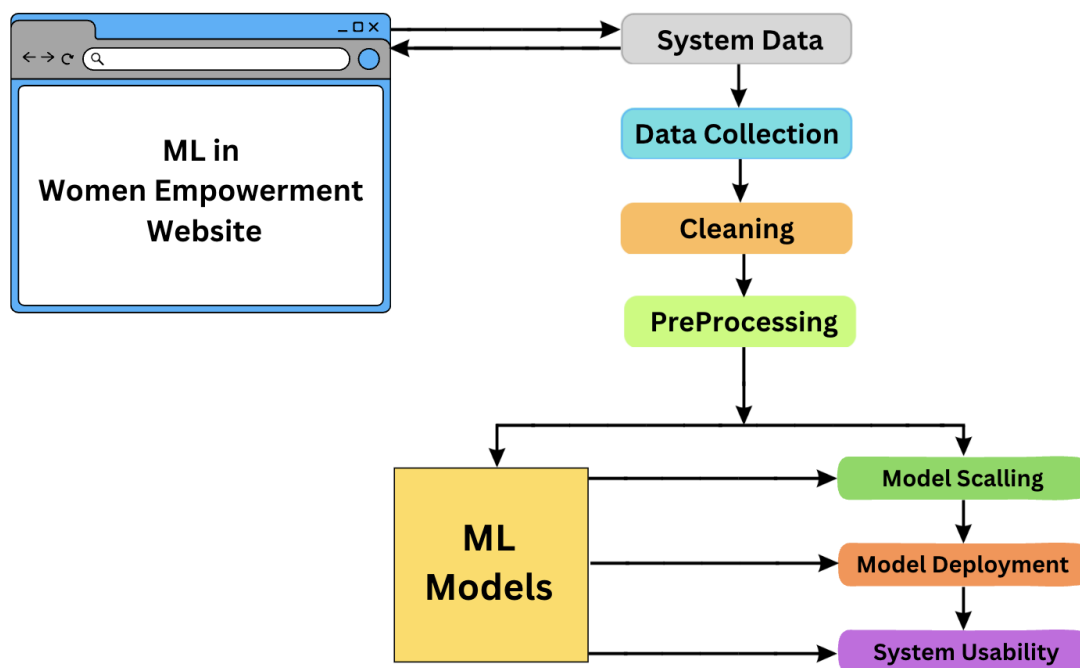 ML in
Women Empowerment
Website
System Data
Data Collection
Cleaning
PreProcessing
ML
Models
Model Scalling
Model Deployment
System Usability